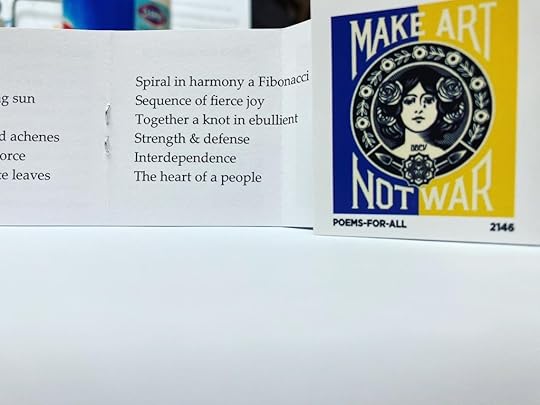 g sun
d achenes
orce
e leaves
Spiral in harmony a Fibonacci
Sequence of fierce joy
Together a knot in ebullient
Strength & defense
Interdependence
The heart of a people
MAKE ART
OBEY
NOT WAR
POEMS-FOR-ALL
2146